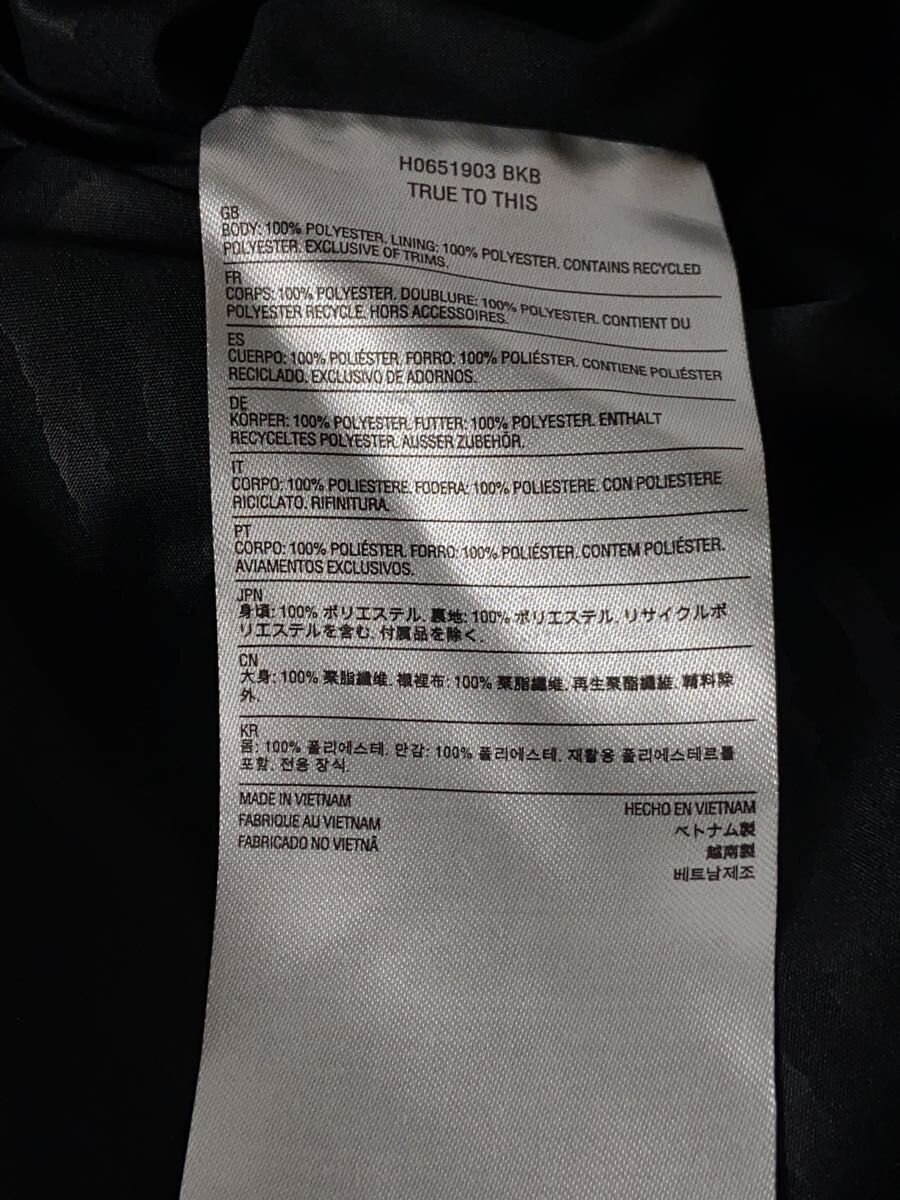 H0651903 BKB
TRUE TO THIS
GB
BODY: 100% POLYESTER. LINING: 100% POLYESTER. CONTAINS RECYCLED
POLYESTER. EXCLUSIVE OF TRIMS.
FR
CORPS: 100% POLYESTER. DOUBLURE: 100% POLYESTER. CONTIENT DU
POLYESTER RECYCLE. HORS ACCESSOIRES.
ES
CUERPO: 100% POLIÉSTER. FORRO: 100% POLIÉSTER. CONTIENE POLIÉSTER
RECICLADO. EXCLUSIVO DE ADORNOS.
DE
KÖRPER: 100% POLYESTER. FUTTER: 100% POLYESTER. ENTHALT
RECYCELTES POLYESTER. AUSSER ZUBEHÖR.
IT
CORPO: 100% POLIESTERE. FODERA: 100% POLIESTERE. CON POLIESTERE
RICICLATO. RIFINITURA.
PT
CORPO: 100% POLIÉSTER. FORRO: 100% POLIÉSTER. CONTEM POLIÉSTER.
AVIAMENTOS EXCLUSIVOS.
JPN
身頃: 100% ポリエステル. 裏地: 100% ポリエステル. リサイクルポ
リエステルを含む. 付属品を除く.
CN
大身: 100% 聚脂纖维. 襯裡布: 100% 聚脂纖维. 再生聚酯纖維. 輔料除
外.
KR
몸: 100% 폴리에스테. 안감: 100% 폴리에스테. 재활용 폴리에스테르를
포함. 전용 장식.
MADE IN VIETNAM
HECHO EN VIETNAM
FABRIQUE AU VIETNAM
ベトナム製
FABRICADO NO VIETNÃ
越南製
베트남제조